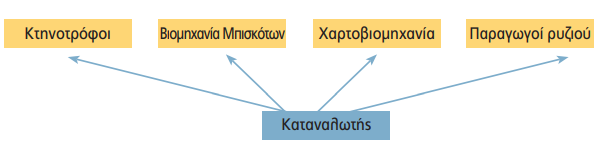 Κτηνοτρόφοι
Βιομηχανία Μπισκότων
Χαρτοβιομηχανία
Παραγωγοί ρυζιού
Καταναλωτής